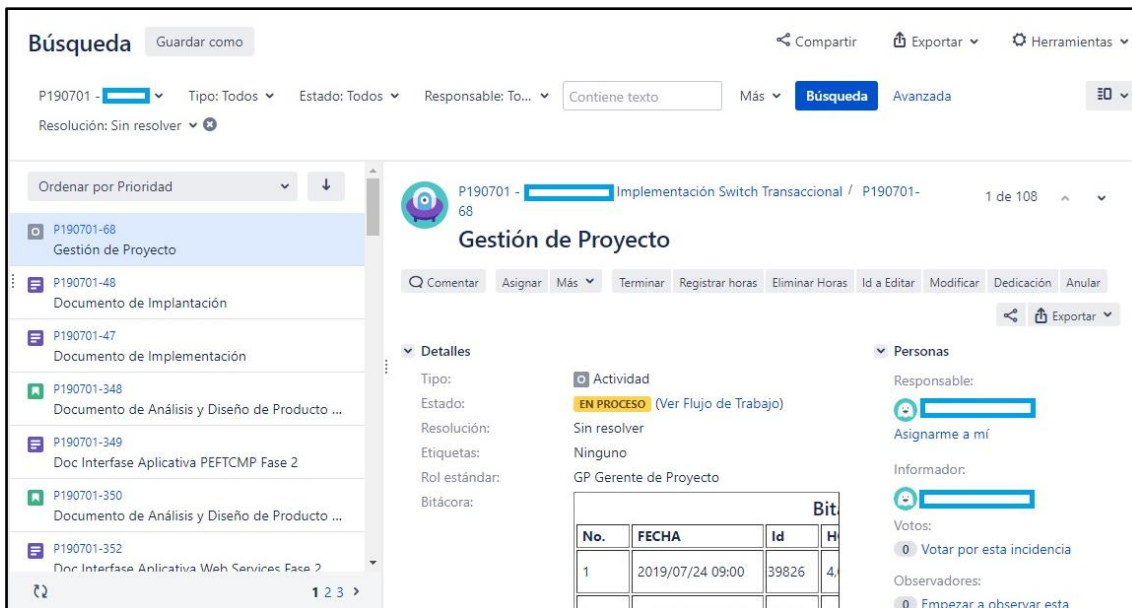 Búsqueda Guardar como Compartir Exportar Herramientas
P190701 - Tipo: Todos Estado: Todos Responsable: To... Contiene texto Más Búsqueda Avanzada
Resolución: Sin resolver
Ordenar por Prioridad
P190701-68
Gestión de Proyecto
P190701-48
Documento de Implantación
P190701-47
Documento de Implementación
P190701-348
Documento de Análisis y Diseño de Producto ...
P190701-349
Doc Interfase Aplicativa PEFTCMP Fase 2
P190701-350
Documento de Análisis y Diseño de Producto ...
P190701-352
Doc Interfase Aplicativa Web Services Fase 2
1 2 3
P190701 - Implementación Switch Transaccional / P190701-
68
1 de 108
Gestión de Proyecto
Comentar Asignar Más Terminar Registrar horas Eliminar Horas Id a Editar Modificar Dedicación Anular
Exportar
Detalles
Tipo: Actividad
Estado: EN PROCESO (Ver Flujo de Trabajo)
Resolución: Sin resolver
Etiquetas: Ninguno
Rol estándar: GP Gerente de Proyecto
Bitácora:
No. FECHA Id
1 2019/07/24 09:00 39826
Personas
Responsable:
Asignarme a mí
Informador:
Votos:
0 Votar por esta incidencia
Observadores:
0 Empezar a observar esta